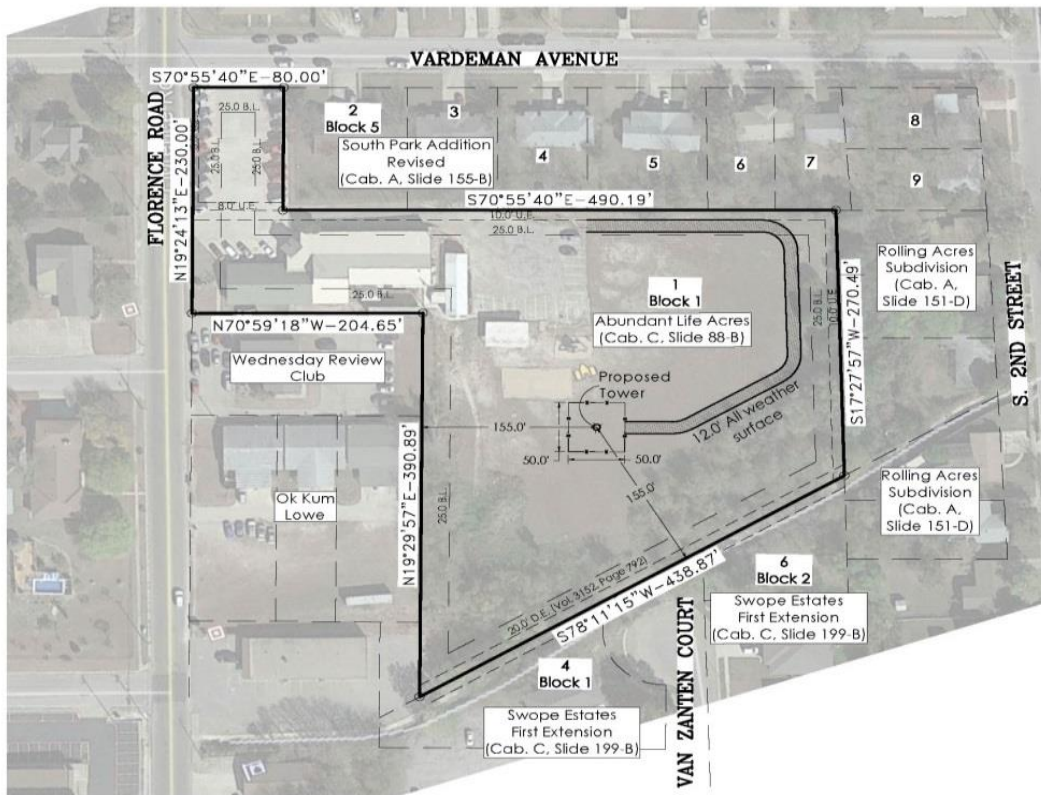 VARDEMAN AVENUE
S70°55'40"E-80.00'
FLORENCE ROAD
N19°24'13"E-230.00'
25.0 B.L.
25.0 B.L.
25.0 B.L.
8.0' U.E.
2
Block 5
3
South Park Addition
Revised
(Cab. A, Slide 155-B)
4
5
6
7
8
9
S70°55'40"E-490.19'
10.0' U.E.
25.0 B.L.
25.0 B.L.
N70°59'18"W-204.65'
Wednesday Review
Club
1
Block 1
Abundant Life Acres
(Cab. C, Slide 88-B)
25.0 B.L.
10.0' U.E.
S17°27'57"W-270.49'
Rolling Acres
Subdivision
(Cab. A,
Slide 151-D)
S. 2ND STREET
Proposed
Tower
12.0' All weather
surface
155.0'
50.0'
50.0'
155.0'
Ok Kum
Lowe
N19°29'57"E-390.89'
25.0 B.L.
20.0' D.E. (Vol. 3152, Page 792)
S78°11'15"W-438.87'
Rolling Acres
Subdivision
(Cab. A,
Slide 151-D)
6
Block 2
Swope Estates
First Extension
(Cab. C, Slide 199-B)
4
Block 1
Swope Estates
First Extension
(Cab. C, Slide 199-B)
VAN ZANTEN COURT